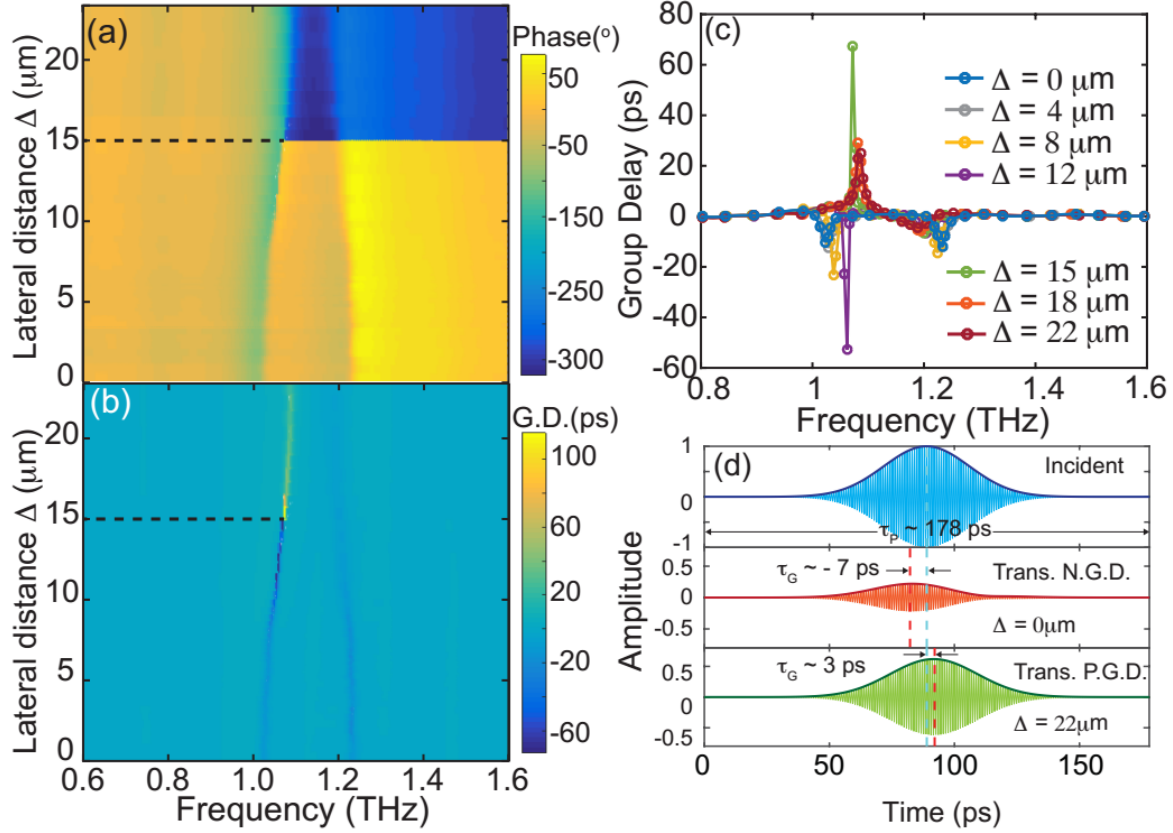 (a)
Phase(°)
50
-50
-150
-250
-320
Lateral distance Δ (μm)
20
15
10
5
0
(b)
G.D.(ps)
100
60
20
-20
-60
Lateral distance Δ (μm)
20
15
10
5
0
0.6 0.8 1.0 1.2 1.4 1.6
Frequency (THz)
(c)
Group Delay (ps)
80
60
40
20
0
-20
-40
-60
Δ = 0 μm
Δ = 4 μm
Δ = 8 μm
Δ = 12 μm
Δ = 15 μm
Δ = 18 μm
Δ = 22 μm
0.8 1 1.2 1.4 1.6
Frequency (THz)
(d)
Amplitude
1
0
-1
Incident
τP ~ 178 ps
0.5
0
-0.5
τG ~ - 7 ps
Trans. N.G.D.
Δ = 0μm
0.5
0
-0.5
τG ~ 3 ps
Trans. P.G.D.
Δ = 22μm
0 50 100 150
Time (ps)